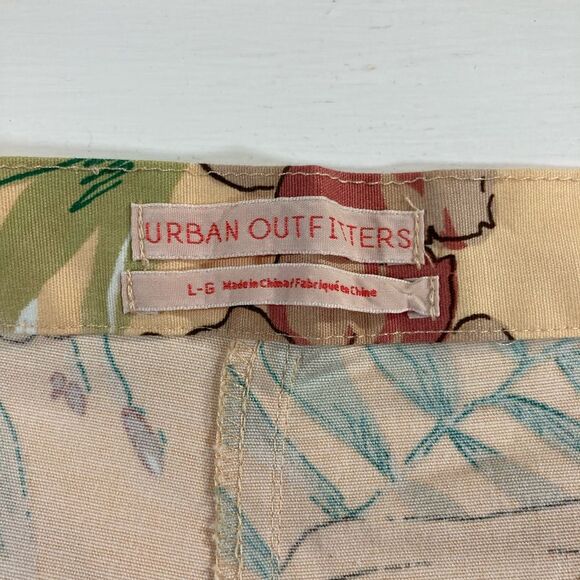 URBAN OUTFITTERS
L-G Made in China/Fabriqué en Chine